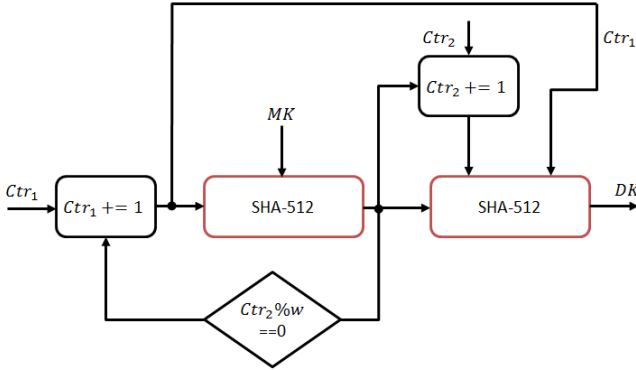 Ctr₂
Ctr₁
Ctr₂ += 1
MK
Ctr₁
Ctr₁ += 1
SHA-512
SHA-512
DK
Ctr₂%w
==0